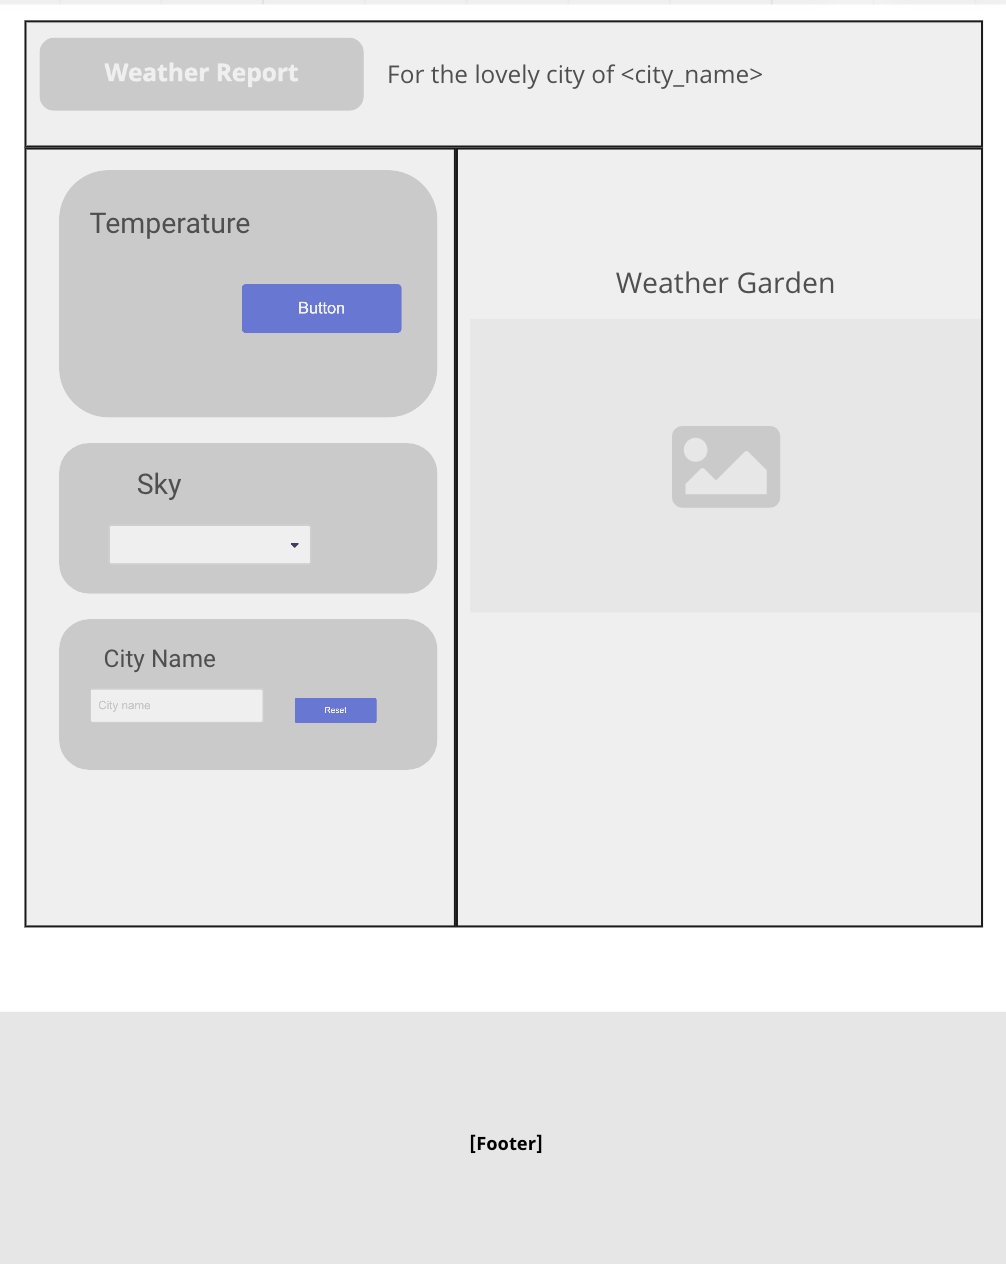 Weather Report
For the lovely city of <city_name>
Temperature
Button
Sky
City Name
City name
Reset
Weather Garden
[Footer]